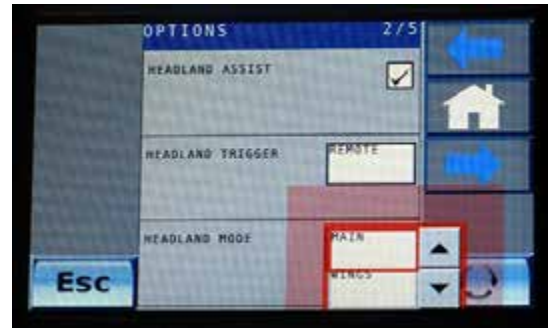 OPTIONS 2/5
HEADLAND ASSIST
HEADLAND TRIGGER REMOTE
HEADLAND MODE MAIN
WINGS
Esc